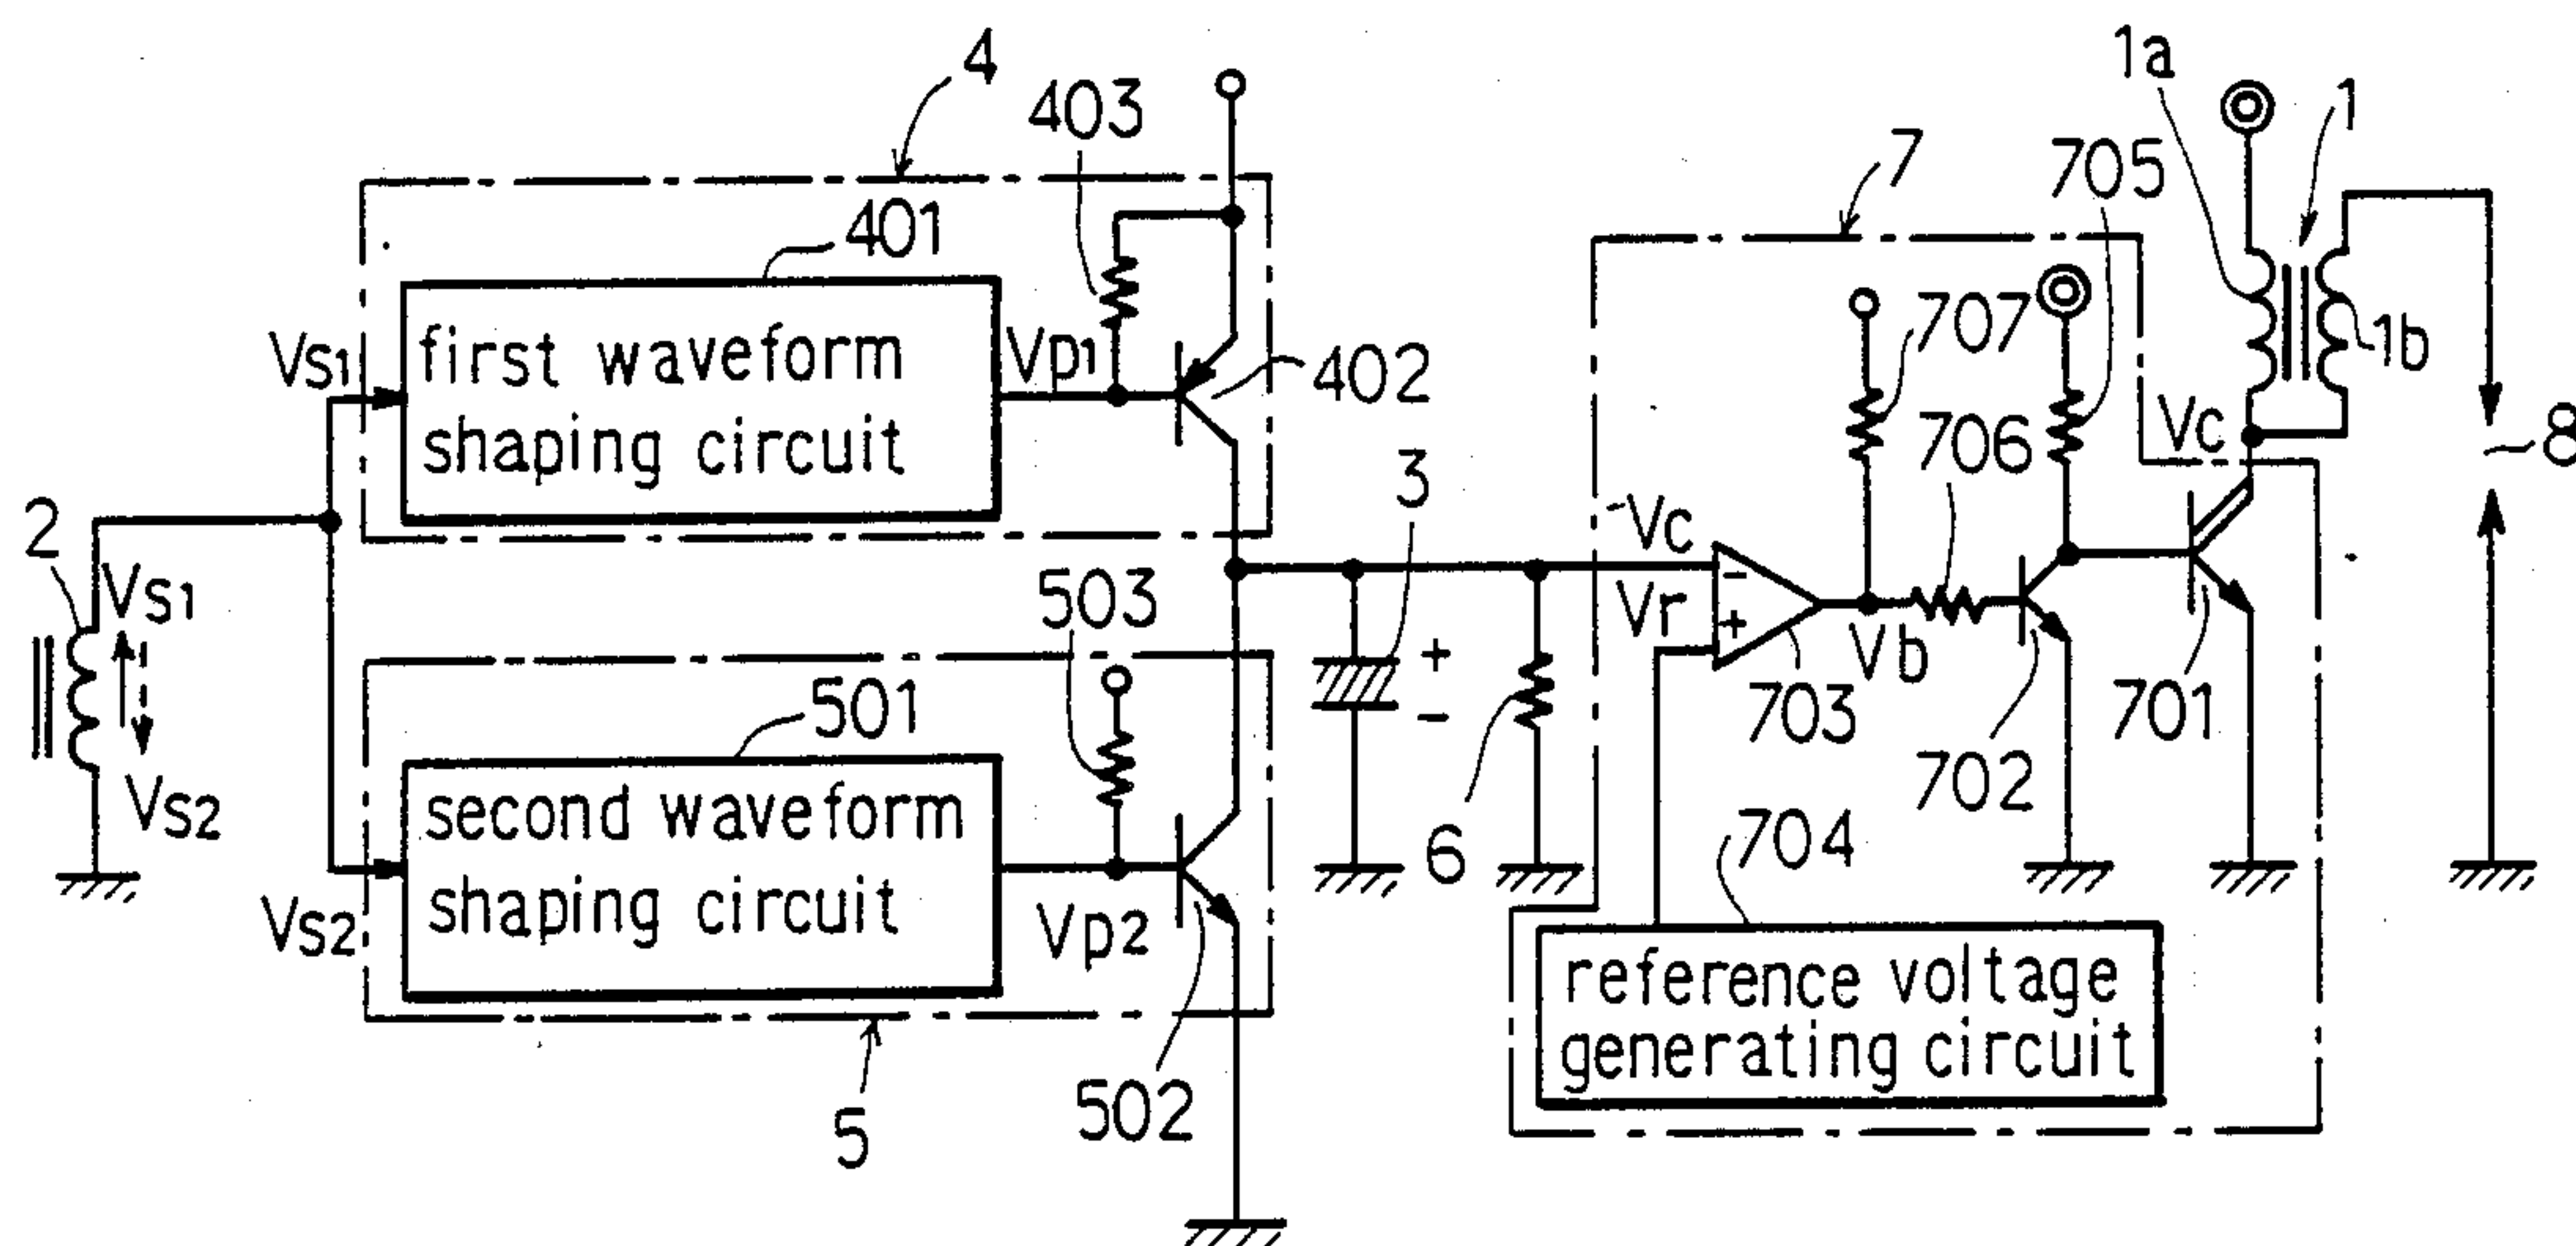 4
403
401
first waveform
shaping circuit
Vs1
Vp1
402
2
Vs1
Vs2
503
501
second waveform
shaping circuit
Vs2
Vp2
502
5
3
+
-
6
7
Vc
Vr
-
+
703
Vb
707
706
705
702
701
704
reference voltage
generating circuit
1a
1
1b
Vc
8